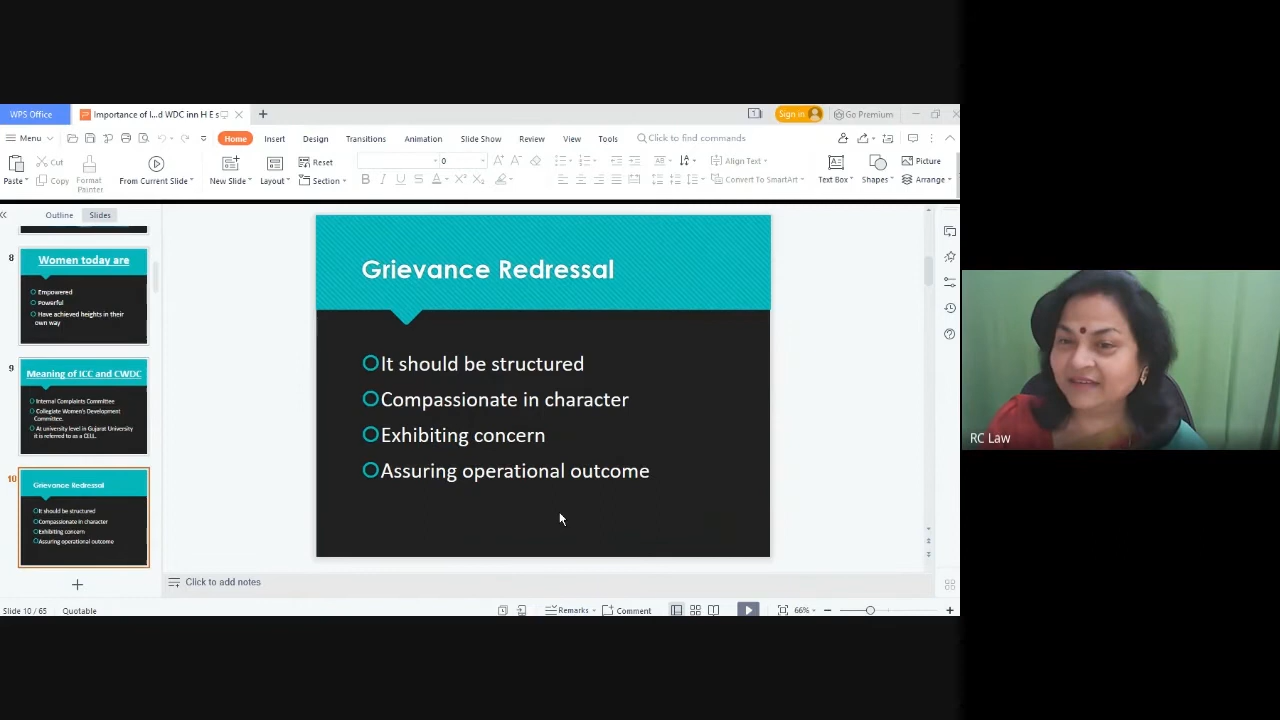 WPS Office
Importance of I...d WDC inn H E s
Sign in
Go Premium
Menu
Home
Insert
Design
Transitions
Animation
Slide Show
Review
View
Tools
Click to find commands
Paste
Cut
Copy
Format
Painter
From Current Slide
New Slide
Layout
Reset
Section
0
Align Text
Convert To SmartArt
Text Box
Shapes
Picture
Arrange
Outline
Slides
8
Women today are
Empowered
Powerful
Have achieved heights in their
own way
9
Meaning of ICC and CWDC
Internal Complaints Committee
Collegiate Women's Development
Committee.
At university level in Gujarat University
it is referred to as a CELL.
10
Grievance Redressal
It should be structured
Compassionate in character
Exhibiting concern
Assuring operational outcome
Grievance Redressal
It should be structured
Compassionate in character
Exhibiting concern
Assuring operational outcome
Click to add notes
Slide 10 / 65
Quotable
Remarks
Comment
66%
RC Law